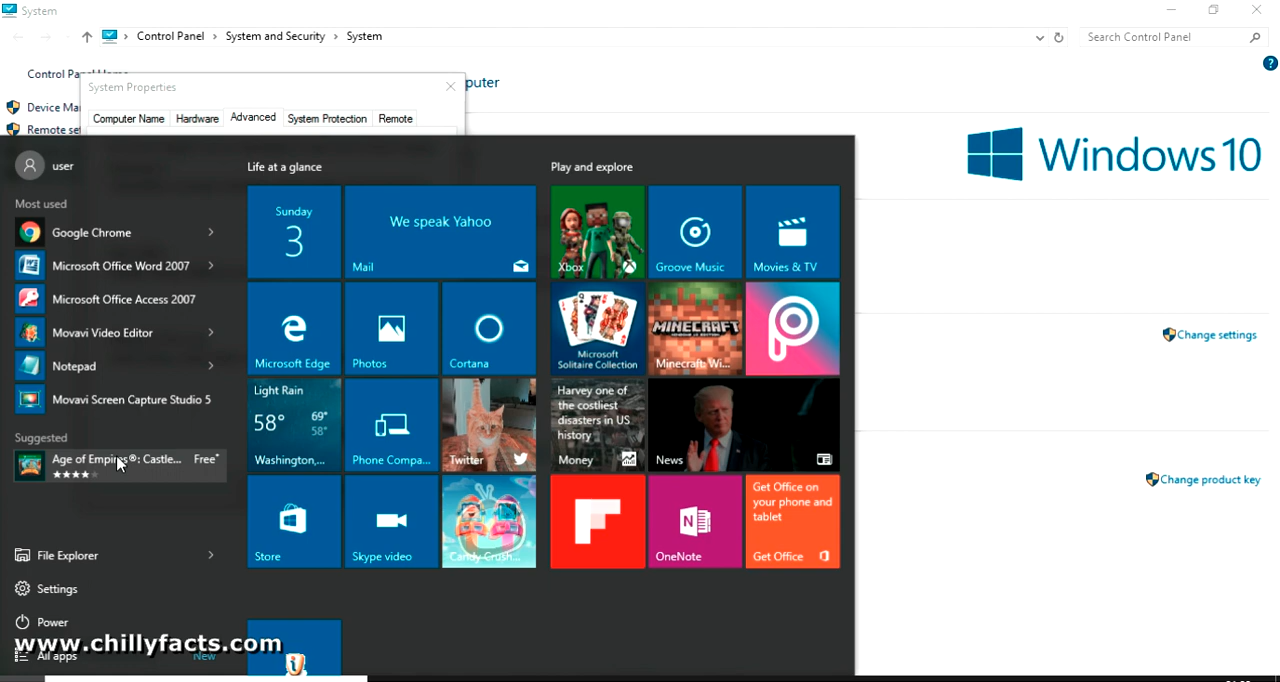 System
Control Panel > System and Security > System
Search Control Panel
Control Panel Home
puter
System Properties
Device Ma
Remote se
Computer Name
Hardware
Advanced
System Protection
Remote
Windows 10
Change settings
Change product key
user
Most used
Google Chrome
Microsoft Office Word 2007
Microsoft Office Access 2007
Movavi Video Editor
Notepad
Movavi Screen Capture Studio 5
Suggested
Age of Empires®: Castle... Free*
File Explorer
Settings
Power
www.chillyfacts.com
All apps
New
Life at a glance
Sunday
3
We speak Yahoo
Mail
Microsoft Edge
Photos
Cortana
Light Rain
58° 69°
58°
Washington,...
Phone Compa...
Twitter
Store
Skype video
Candy Crush...
Play and explore
Xbox
Groove Music
Movies & TV
Microsoft
Solitaire Collection
MINECRAFT
Minecraft: Wi...
Harvey one of
the costliest
disasters in US
history
Money
News
OneNote
Get Office on
your phone and
tablet
Get Office